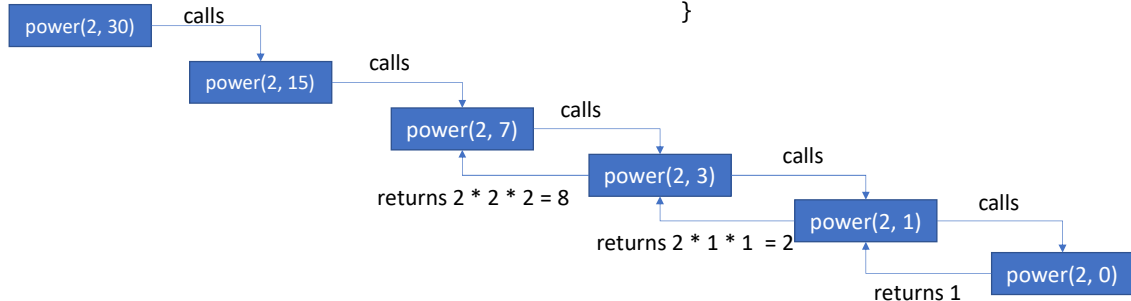 }
power(2, 30)
calls
power(2, 15)
calls
power(2, 7)
calls
power(2, 3)
calls
returns 2 * 2 * 2 = 8
power(2, 1)
calls
returns 2 * 1 * 1 = 2
power(2, 0)
returns 1